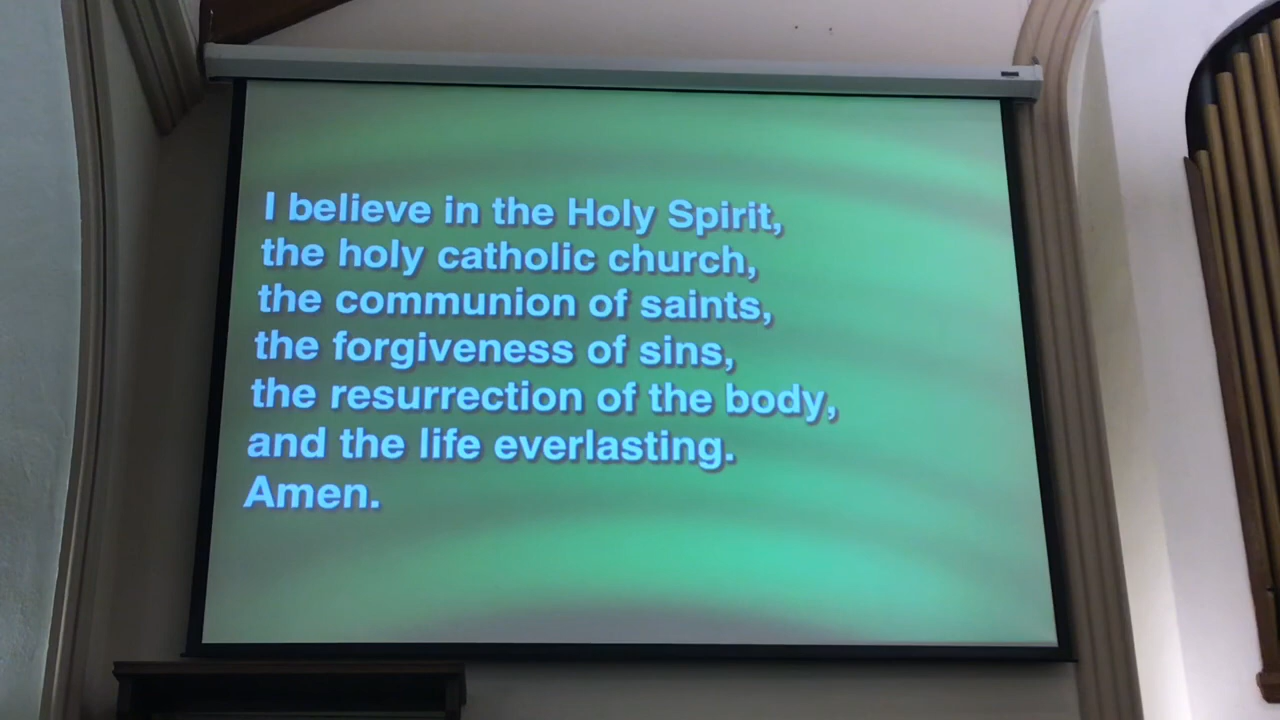 I believe in the Holy Spirit,
the holy catholic church,
the communion of saints,
the forgiveness of sins,
the resurrection of the body,
and the life everlasting.
Amen.